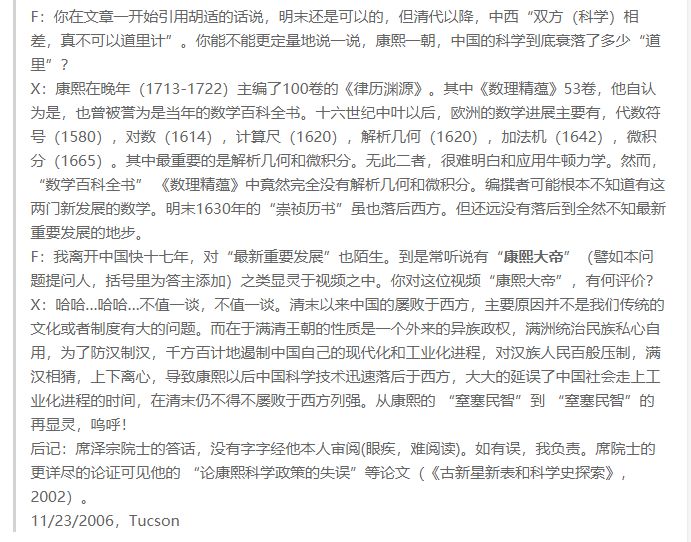 F：你在文章一开始引用胡适的话说，明末还是可以的，但清代以降，中西“双方（科学）相
差，真不可以道里计”。你能不能更定量地说一说，康熙一朝，中国的科学到底衰落了多少“道
里”？
X：康熙在晚年（1713-1722）主编了100卷的《律历渊源》。其中《数理精蕴》53卷，他自认
为是，也曾被誉为是当年的数学百科全书。十六世纪中叶以后，欧洲的数学进展主要有，代数符
号（1580），对数（1614），计算尺（1620），解析几何（1620），加法机（1642），微积
分（1665）。其中最重要的是解析几何和微积分。无此二者，很难明白和应用牛顿力学。然而，
“数学百科全书” 《数理精蕴》中竟然完全没有解析几何和微积分。编撰者可能根本不知道有这
两门新发展的数学。明末1630年的“崇祯历书”虽也落后西方。但还远没有落后到全然不知最新
重要发展的地步。
F：我离开中国快十七年，对“最新重要发展”也陌生。到是常听说有“康熙大帝”（譬如本问
题提问人，括号里为答主添加）之类显灵于视频之中。你对这位视频“康熙大帝”，有何评价？
X：哈哈…哈哈…不值一谈，不值一谈。清末以来中国的屡败于西方，主要原因并不是我们传统的
文化或者制度有大的问题。而在于满清王朝的性质是一个外来的异族政权，满洲统治民族私心自
用，为了防汉制汉，千方百计地遏制中国自己的现代化和工业化进程，对汉族人民百般压制，满
汉相猜，上下离心，导致康熙以后中国科学技术迅速落后于西方，大大的延误了中国社会走上工
业化进程的时间，在清末仍不得不屡败于西方列强。从康熙的 “窒塞民智”到 “窒塞民智”的
再显灵，呜呼！
后记：席泽宗院士的答话，没有字字经他本人审阅(眼疾，难阅读)。如有误，我负责。席院士的
更详尽的论证可见他的 “论康熙科学政策的失误”等论文（《古新星新表和科学史探索》，
2002）。
11/23/2006，Tucson